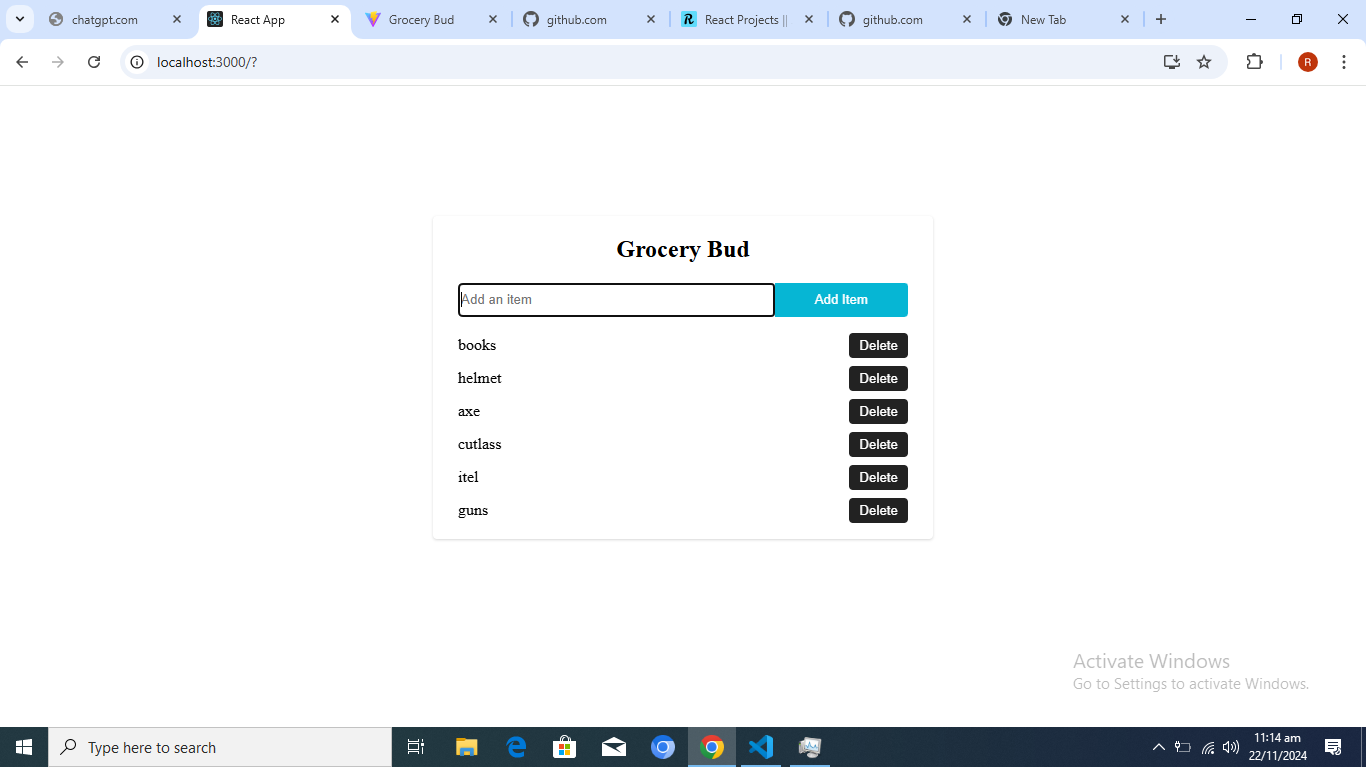 chatgpt.com
React App
Grocery Bud
github.com
React Projects ||
github.com
New Tab
localhost:3000/?
R
Grocery Bud
Add an item
Add Item
books
Delete
helmet
Delete
axe
Delete
cutlass
Delete
itel
Delete
guns
Delete
Activate Windows
Go to Settings to activate Windows.
Type here to search
11:14 am
22/11/2024